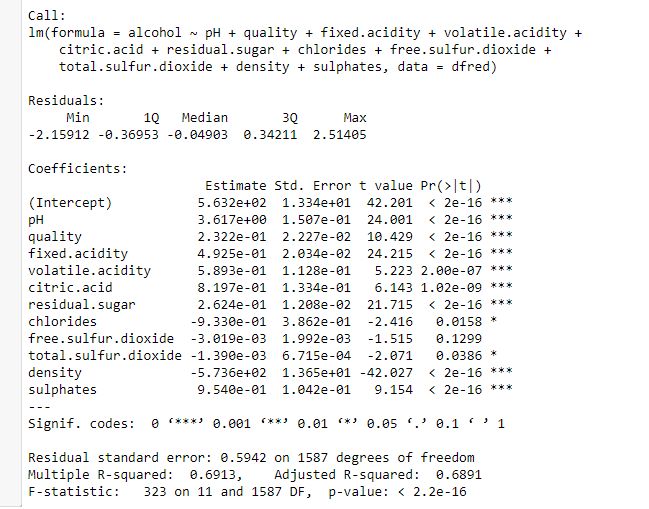 Call:
lm(formula = alcohol ~ pH + quality + fixed.acidity + volatile.acidity +
    citric.acid + residual.sugar + chlorides + free.sulfur.dioxide +
    total.sulfur.dioxide + density + sulphates, data = dfred)

Residuals:
     Min       1Q   Median       3Q      Max
-2.15912 -0.36953 -0.04903  0.34211  2.51405

Coefficients:
                       Estimate Std. Error t value Pr(>|t|)
(Intercept)           5.632e+02  1.334e+01  42.201  < 2e-16 ***
pH                    3.617e+00  1.507e-01  24.001  < 2e-16 ***
quality               2.322e-01  2.227e-02  10.429  < 2e-16 ***
fixed.acidity         4.925e-01  2.034e-02  24.215  < 2e-16 ***
volatile.acidity      5.893e-01  1.128e-01   5.223 2.00e-07 ***
citric.acid           8.197e-01  1.334e-01   6.143 1.02e-09 ***
residual.sugar        2.624e-01  1.208e-02  21.715  < 2e-16 ***
chlorides            -9.330e-01  3.862e-01  -2.416   0.0158 *
free.sulfur.dioxide  -3.019e-03  1.992e-03  -1.515   0.1299
total.sulfur.dioxide -1.390e-03  6.715e-04  -2.071   0.0386 *
density              -5.736e+02  1.365e+01 -42.027  < 2e-16 ***
sulphates             9.540e-01  1.042e-01   9.154  < 2e-16 ***
---
Signif. codes:  0 ‘***’ 0.001 ‘**’ 0.01 ‘*’ 0.05 ‘.’ 0.1 ‘ ’ 1

Residual standard error: 0.5942 on 1587 degrees of freedom
Multiple R-squared:  0.6913,    Adjusted R-squared:  0.6891
F-statistic:   323 on 11 and 1587 DF,  p-value: < 2.2e-16